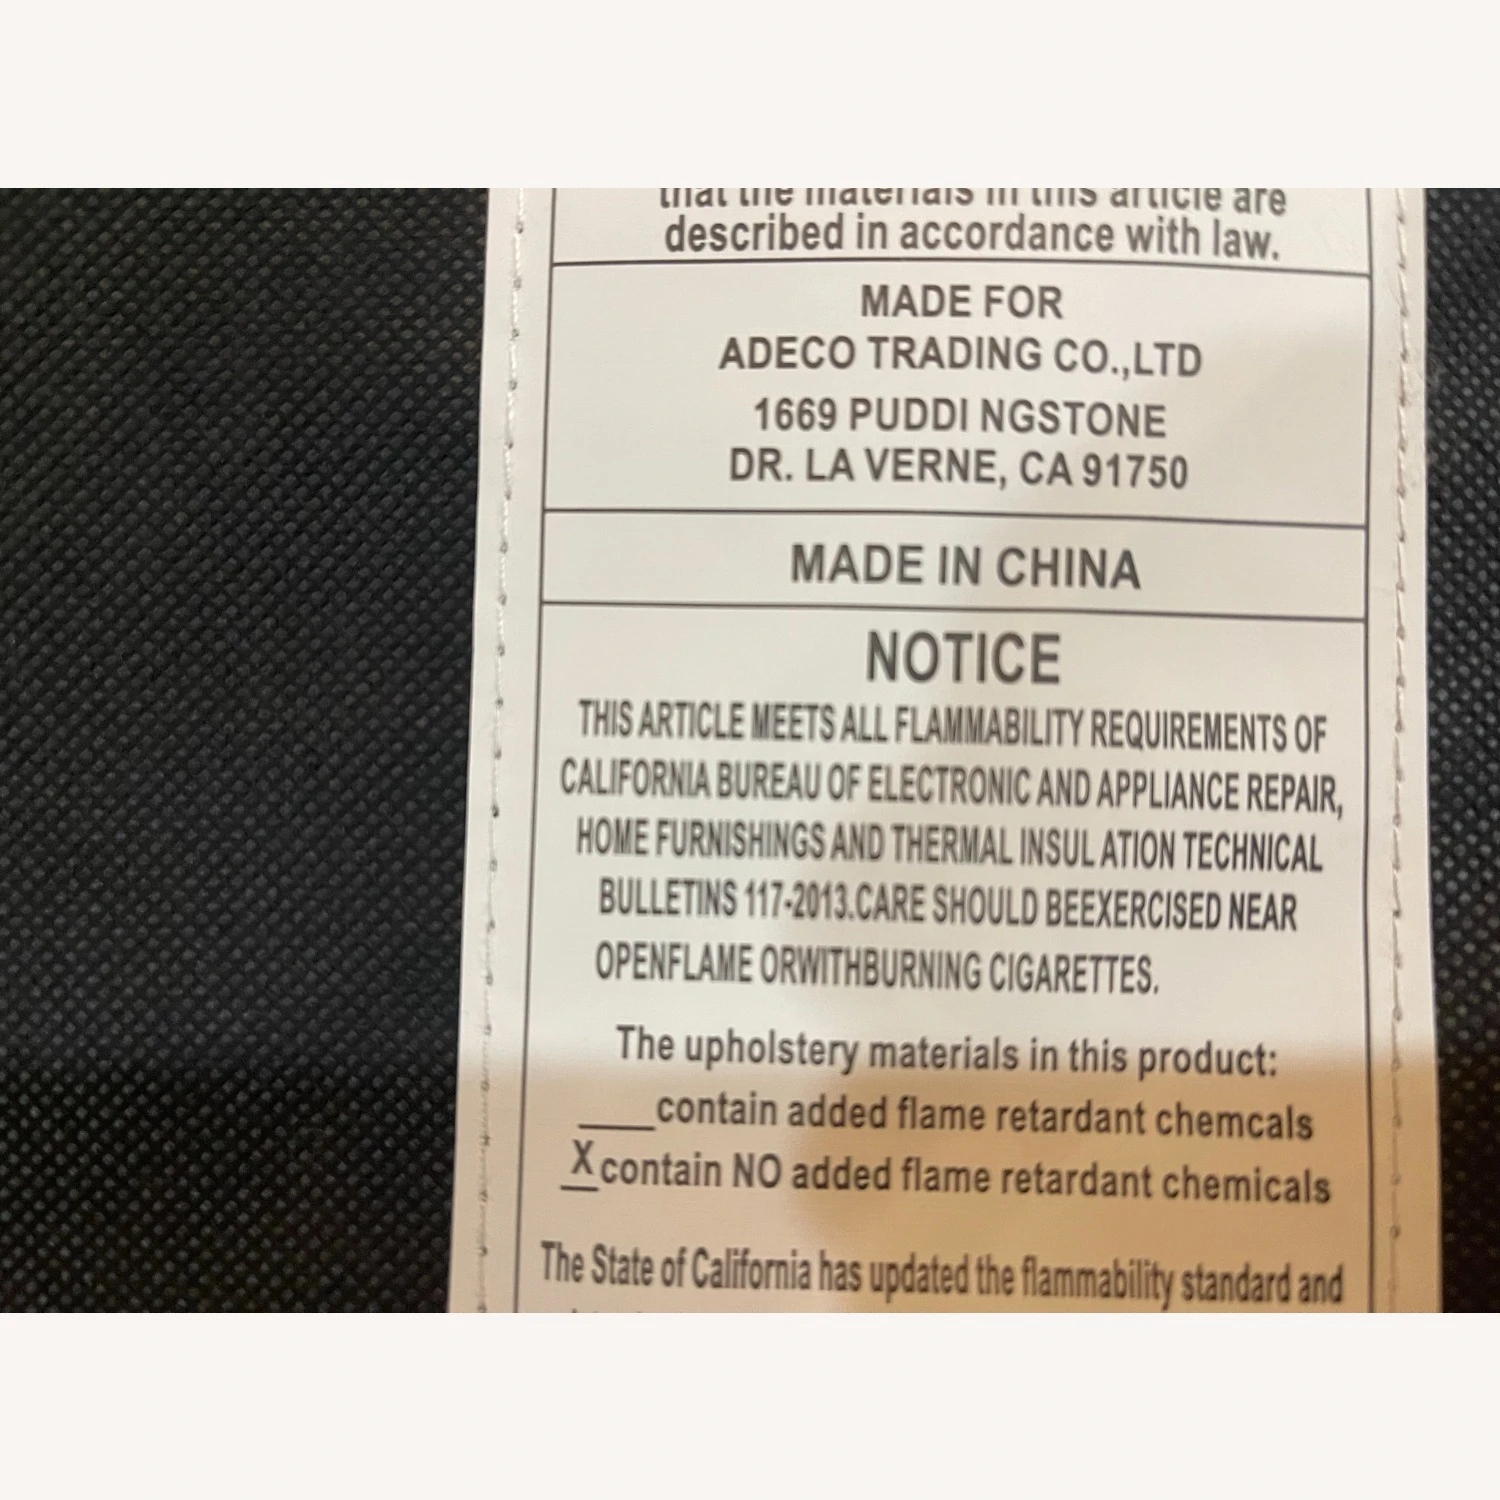 that the materials in this article are
described in accordance with law.
MADE FOR
ADECO TRADING CO.,LTD
1669 PUDDI NGSTONE
DR. LA VERNE, CA 91750
MADE IN CHINA
NOTICE
THIS ARTICLE MEETS ALL FLAMMABILITY REQUIREMENTS OF
CALIFORNIA BUREAU OF ELECTRONIC AND APPLIANCE REPAIR,
HOME FURNISHINGS AND THERMAL INSUL ATION TECHNICAL
BULLETINS 117-2013.CARE SHOULD BEEXERCISED NEAR
OPENFLAME ORWITHBURNING CIGARETTES.
The upholstery materials in this product:
____contain added flame retardant chemcals
X contain NO added flame retardant chemicals
The State of California has updated the flammability standard and